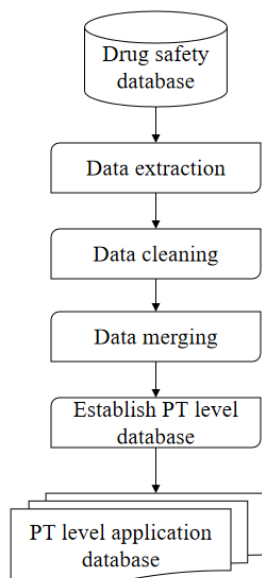 Drug safety
database
Data extraction
Data cleaning
Data merging
Establish PT level
database
PT level application
database